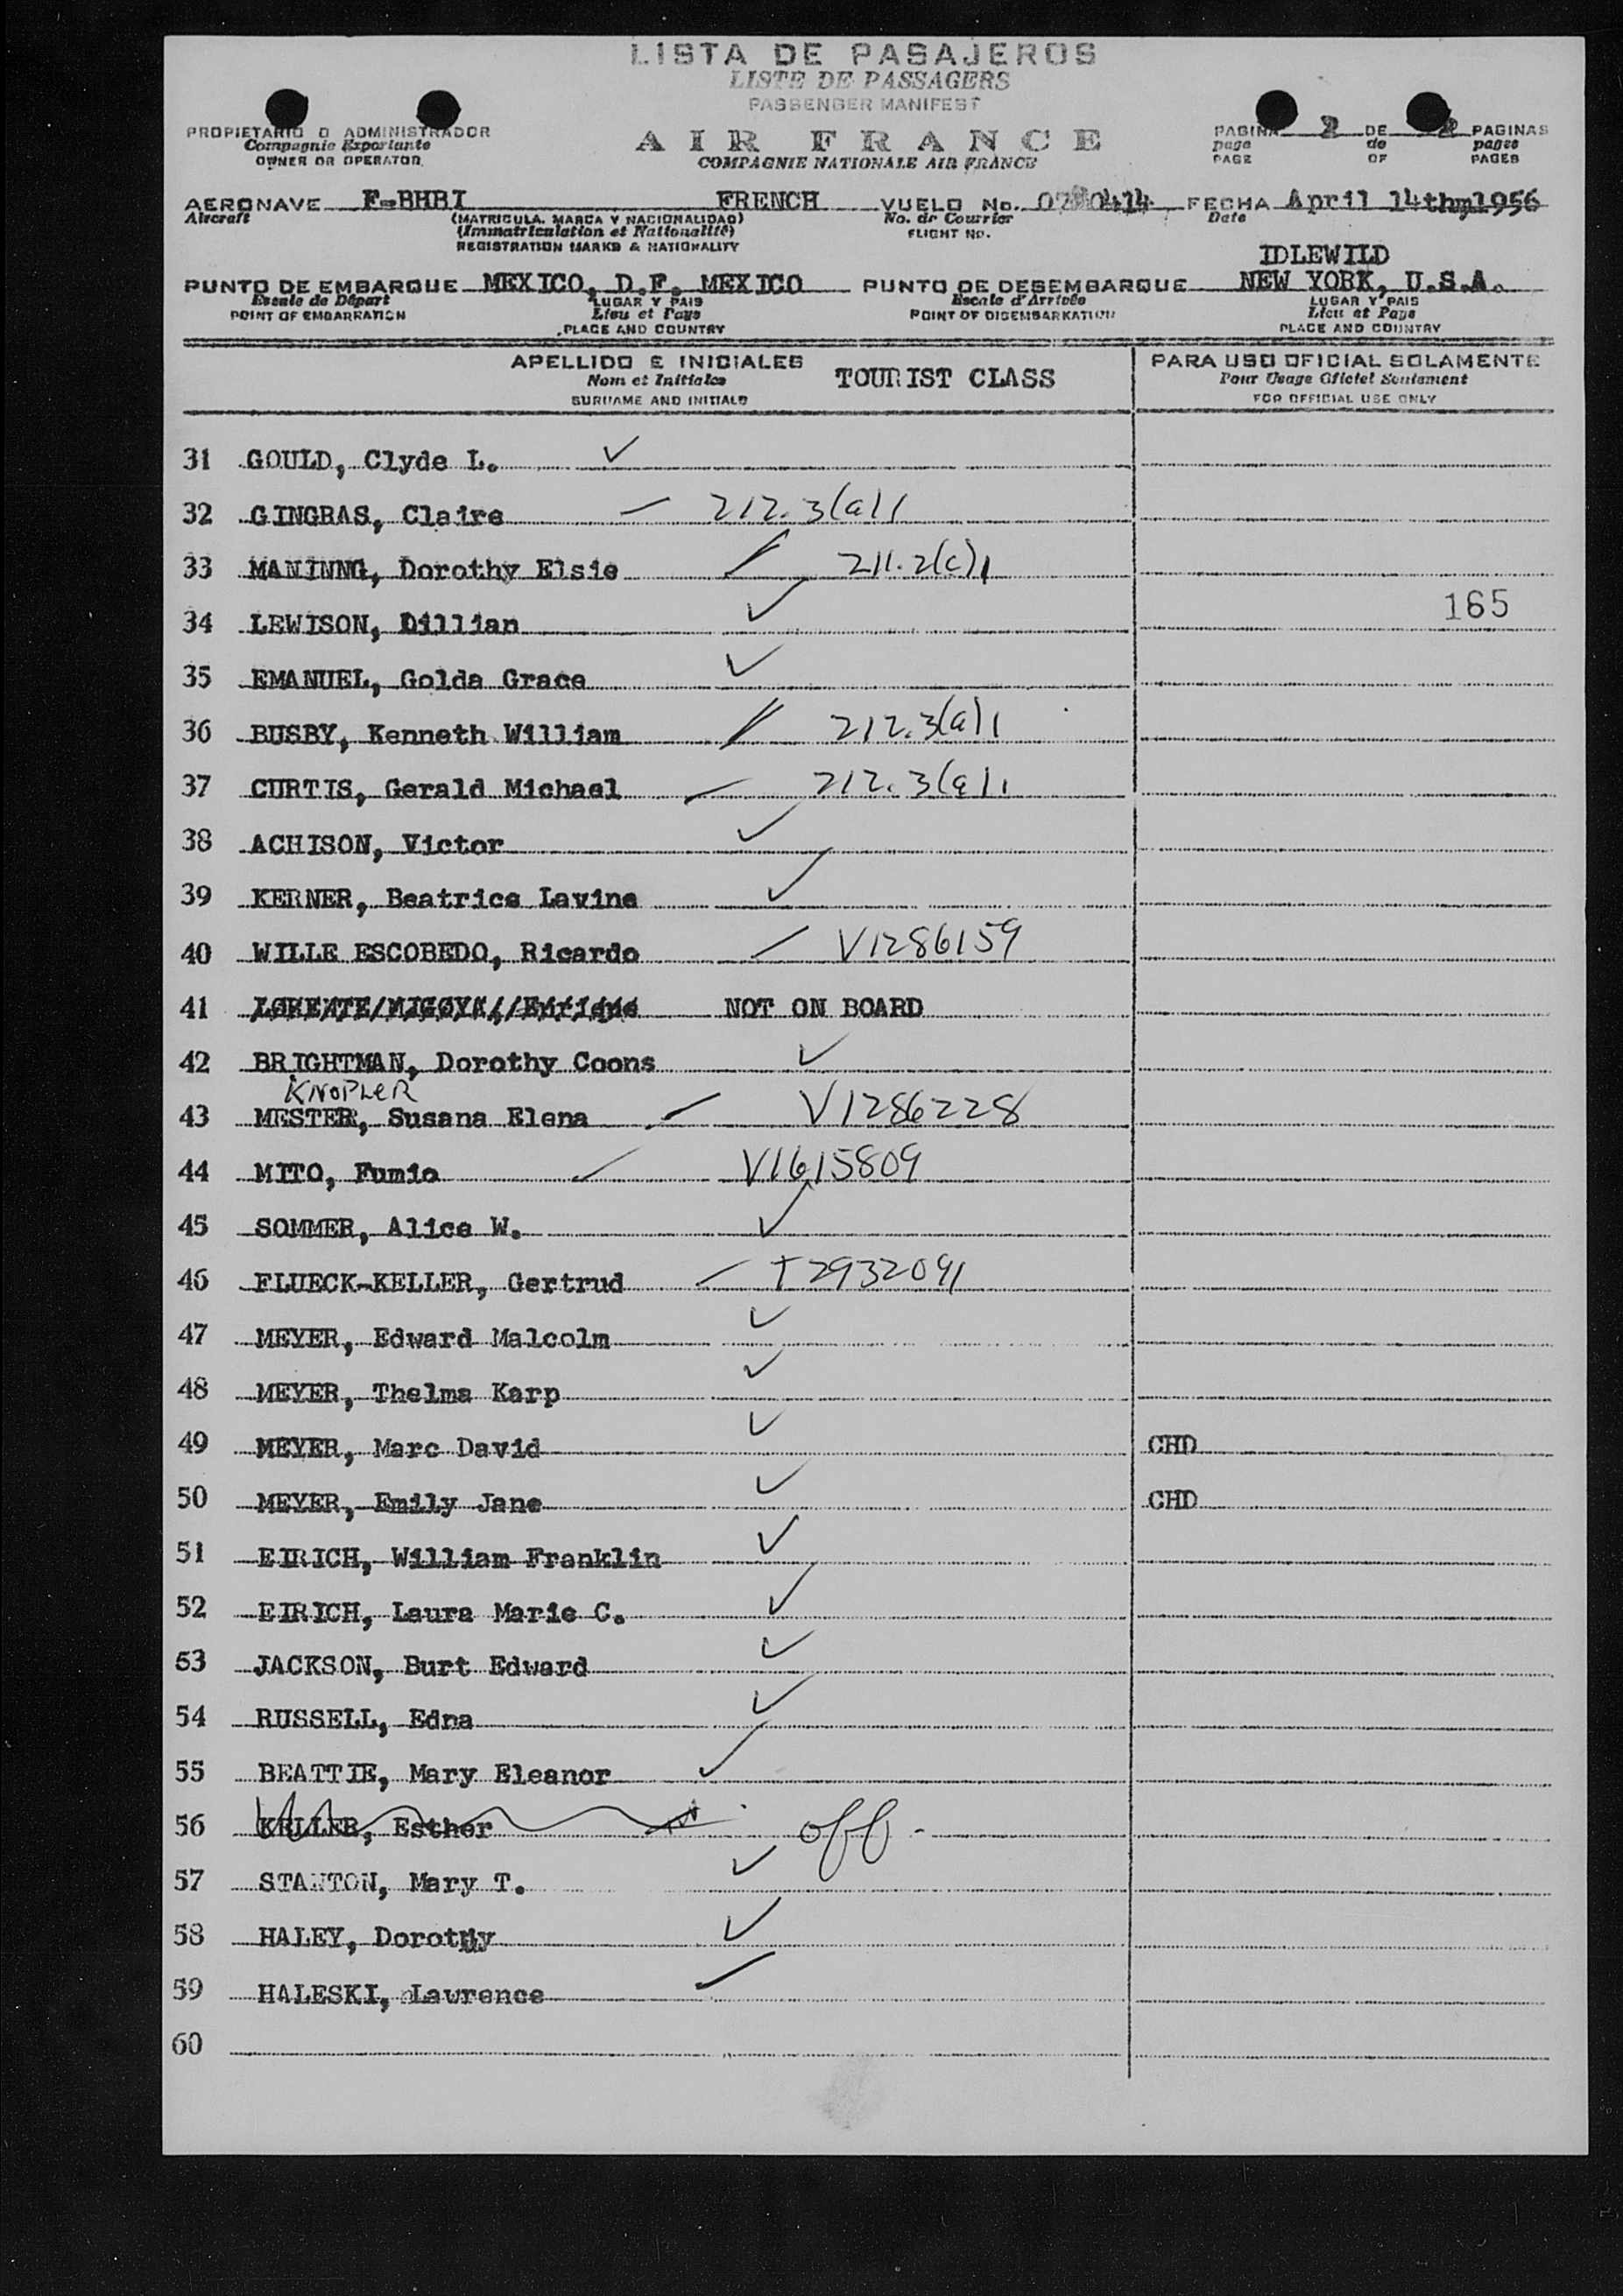 LISTA DE PASAJEROS
LISTE DE PASSAGERS
PASSENGER MANIFEST
PROPIETARIO O ADMINISTRADOR
Compagnie Exportante
OWNER OR OPERATOR
AIR FRANCE
COMPAGNIE NATIONALE AIR FRANCE
PAGINA 2 DE 2 PAGINAS
page de pages
PAGE OF PAGES
AERONAVE F-BHBI FRENCH VUELO No. 0414 FECHA April 14th, 1956
Aircraft (MATRICULA, MARCA Y NACIONALIDAD) No. de Courrier Date
(Immatriculation et Nationalité) FLIGHT No.
REGISTRATION MARKS & NATIONALITY
IDLEWILD
PUNTO DE EMBARQUE MEXICO, D.F. MEXICO PUNTO DE DESEMBARQUE NEW YORK, U.S.A.
Escale de Départ LUGAR Y PAIS Escale d'Arrivée LUGAR Y PAIS
POINT OF EMBARKATION Lieu et Pays POINT OF DISEMBARKATION Lieu et Pays
PLACE AND COUNTRY PLACE AND COUNTRY
APELLIDO E INICIALES TOURIST CLASS PARA USO OFICIAL SOLAMENTE
Nom et Initiales Pour Usage Officiel Seulement
SURNAME AND INITIALS FOR OFFICIAL USE ONLY
31 GOULD, Clyde L. ✓
32 GINGRAS, Claire 212.3(a)1
33 MANINNG, Dorothy Elsie 211.2(c)1
34 LEWISON, Dillian ✓ 165
35 EMANUEL, Golda Grace ✓
36 BUSBY, Kenneth William 212.3(a)1
37 CURTIS, Gerald Michael 212.3(a)1
38 ACHISON, Victor ✓
39 KERNER, Beatrice Lavine ✓
40 WILLE ESCOBEDO, Ricardo V1286159
41 NOT ON BOARD
42 BRIGHTMAN, Dorothy Coons ✓
KNOPLER
43 MESTER, Susana Elena V1286228
44 MITO, Fumio V1615809
45 SOMMER, Alice W. ✓
46 FLUECK-KELLER, Gertrud T2932091
47 MEYER, Edward Malcolm ✓
48 MEYER, Thelma Karp ✓
49 MEYER, Marc David ✓ CHD
50 MEYER, Emily Jane ✓ CHD
51 EIRICH, William Franklin ✓
52 EIRICH, Laura Marie C. ✓
53 JACKSON, Burt Edward ✓
54 RUSSELL, Edna ✓
55 BEATTIE, Mary Eleanor ✓
56 KELLER, Esther off -
57 STANTON, Mary T. ✓
58 HALEY, Dorothy ✓
59 HALESKI, Lawrence ✓
60